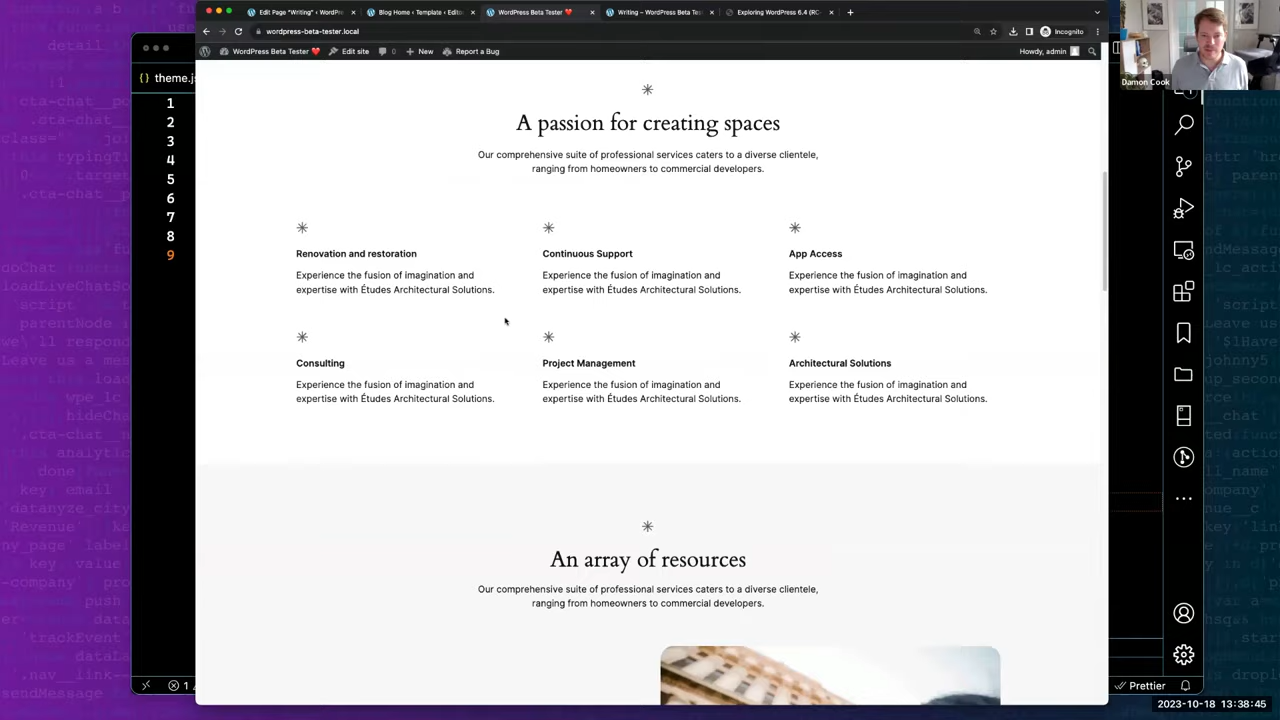 Edit Page "Writing" ‹ WordPre
Blog Home ‹ Template ‹ Editor
WordPress Beta Tester ❤️
Writing – WordPress Beta Test
Exploring WordPress 6.4 (RC-
wordpress-beta-tester.local
Incognito
WordPress Beta Tester ❤️
Edit site
0
New
Report a Bug
Howdy, admin
Damon Cook
{ } theme.js
1
2
3
4
5
6
7
8
9
A passion for creating spaces
Our comprehensive suite of professional services caters to a diverse clientele,
ranging from homeowners to commercial developers.
Renovation and restoration
Experience the fusion of imagination and
expertise with Études Architectural Solutions.
Continuous Support
Experience the fusion of imagination and
expertise with Études Architectural Solutions.
App Access
Experience the fusion of imagination and
expertise with Études Architectural Solutions.
Consulting
Experience the fusion of imagination and
expertise with Études Architectural Solutions.
Project Management
Experience the fusion of imagination and
expertise with Études Architectural Solutions.
Architectural Solutions
Experience the fusion of imagination and
expertise with Études Architectural Solutions.
An array of resources
Our comprehensive suite of professional services caters to a diverse clientele,
ranging from homeowners to commercial developers.
1
Prettier
2023-10-18 13:38:45